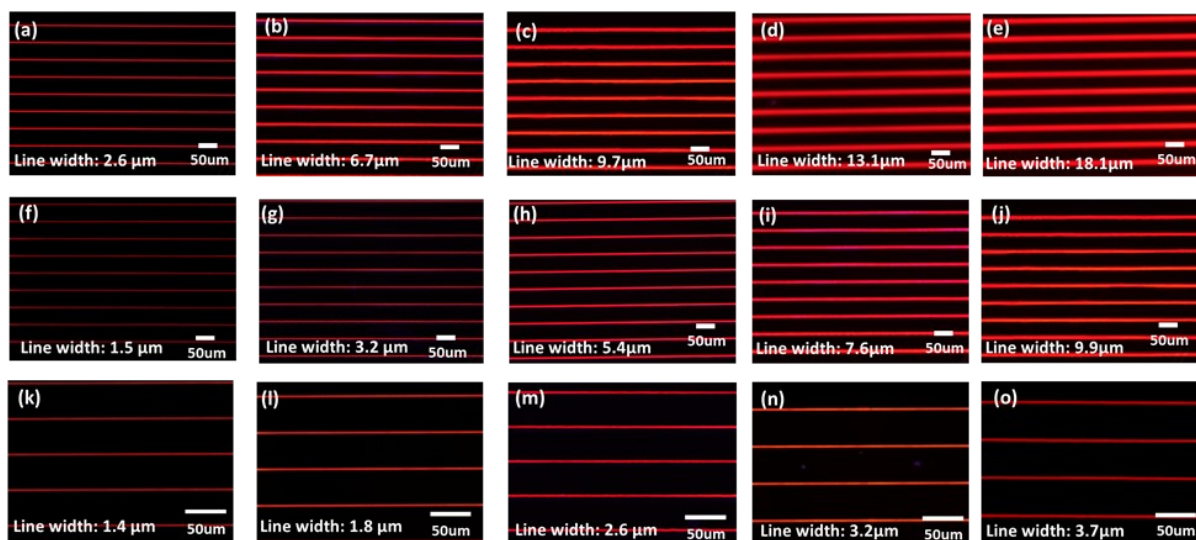 (a)
Line width: 2.6 μm
50um
(b)
Line width: 6.7μm
50um
(c)
Line width: 9.7μm
50um
(d)
Line width: 13.1μm
50um
(e)
Line width: 18.1μm
50um
(f)
Line width: 1.5 μm
50um
(g)
Line width: 3.2 μm
50um
(h)
Line width: 5.4μm
50um
(i)
Line width: 7.6μm
50um
(j)
Line width: 9.9μm
50um
(k)
Line width: 1.4 μm
50um
(l)
Line width: 1.8 μm
50um
(m)
Line width: 2.6 μm
50um
(n)
Line width: 3.2μm
50um
(o)
Line width: 3.7μm
50um